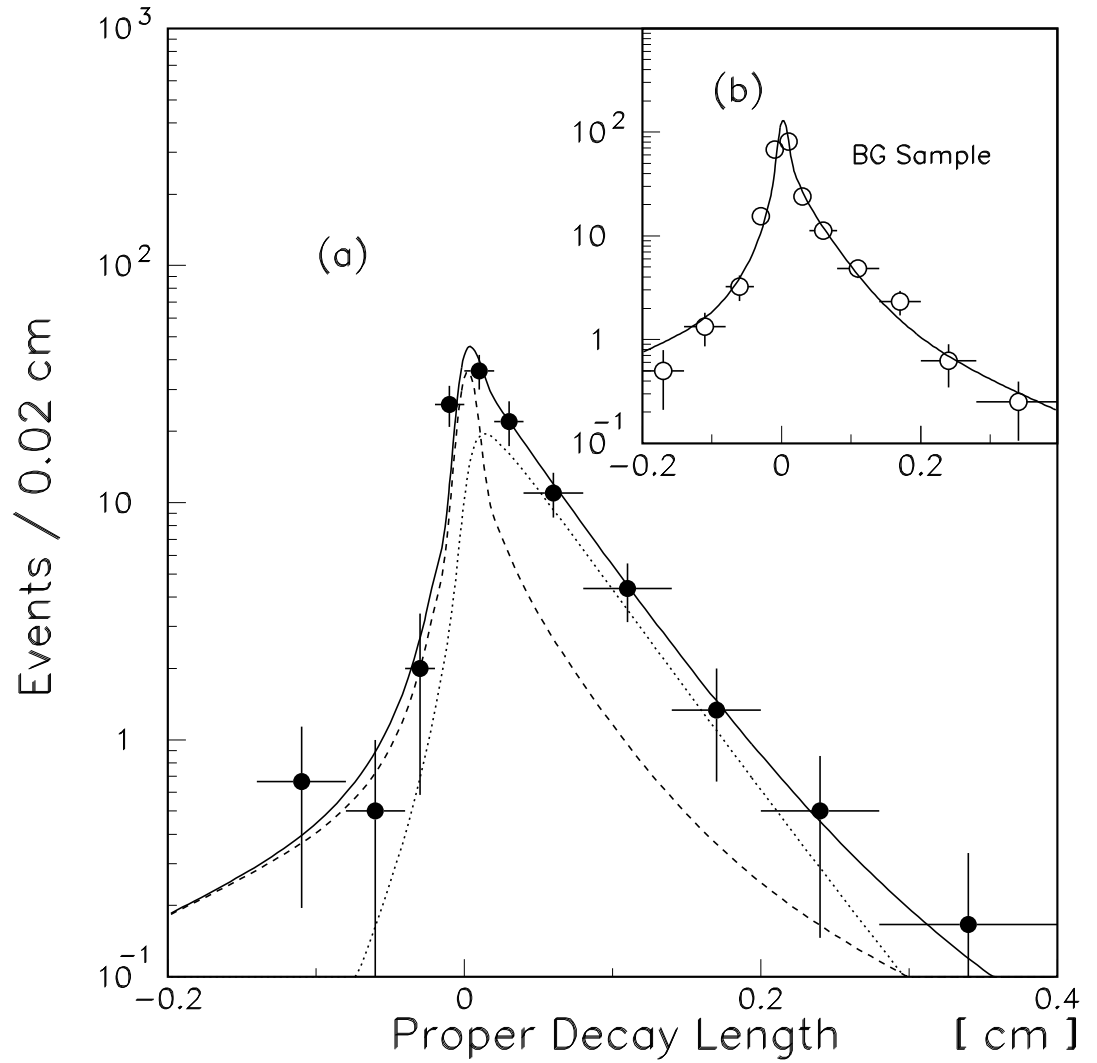 10³
(b)
10²
BG Sample
10
(a)
1
10²
10⁻¹
-0.2 0 0.2
10
1
10⁻¹
-0.2 0 0.2 0.4
Proper Decay Length [ cm ]
Events / 0.02 cm